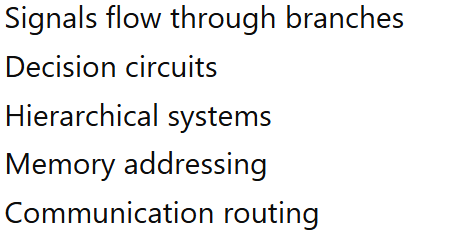 Signals flow through branches
Decision circuits
Hierarchical systems
Memory addressing
Communication routing